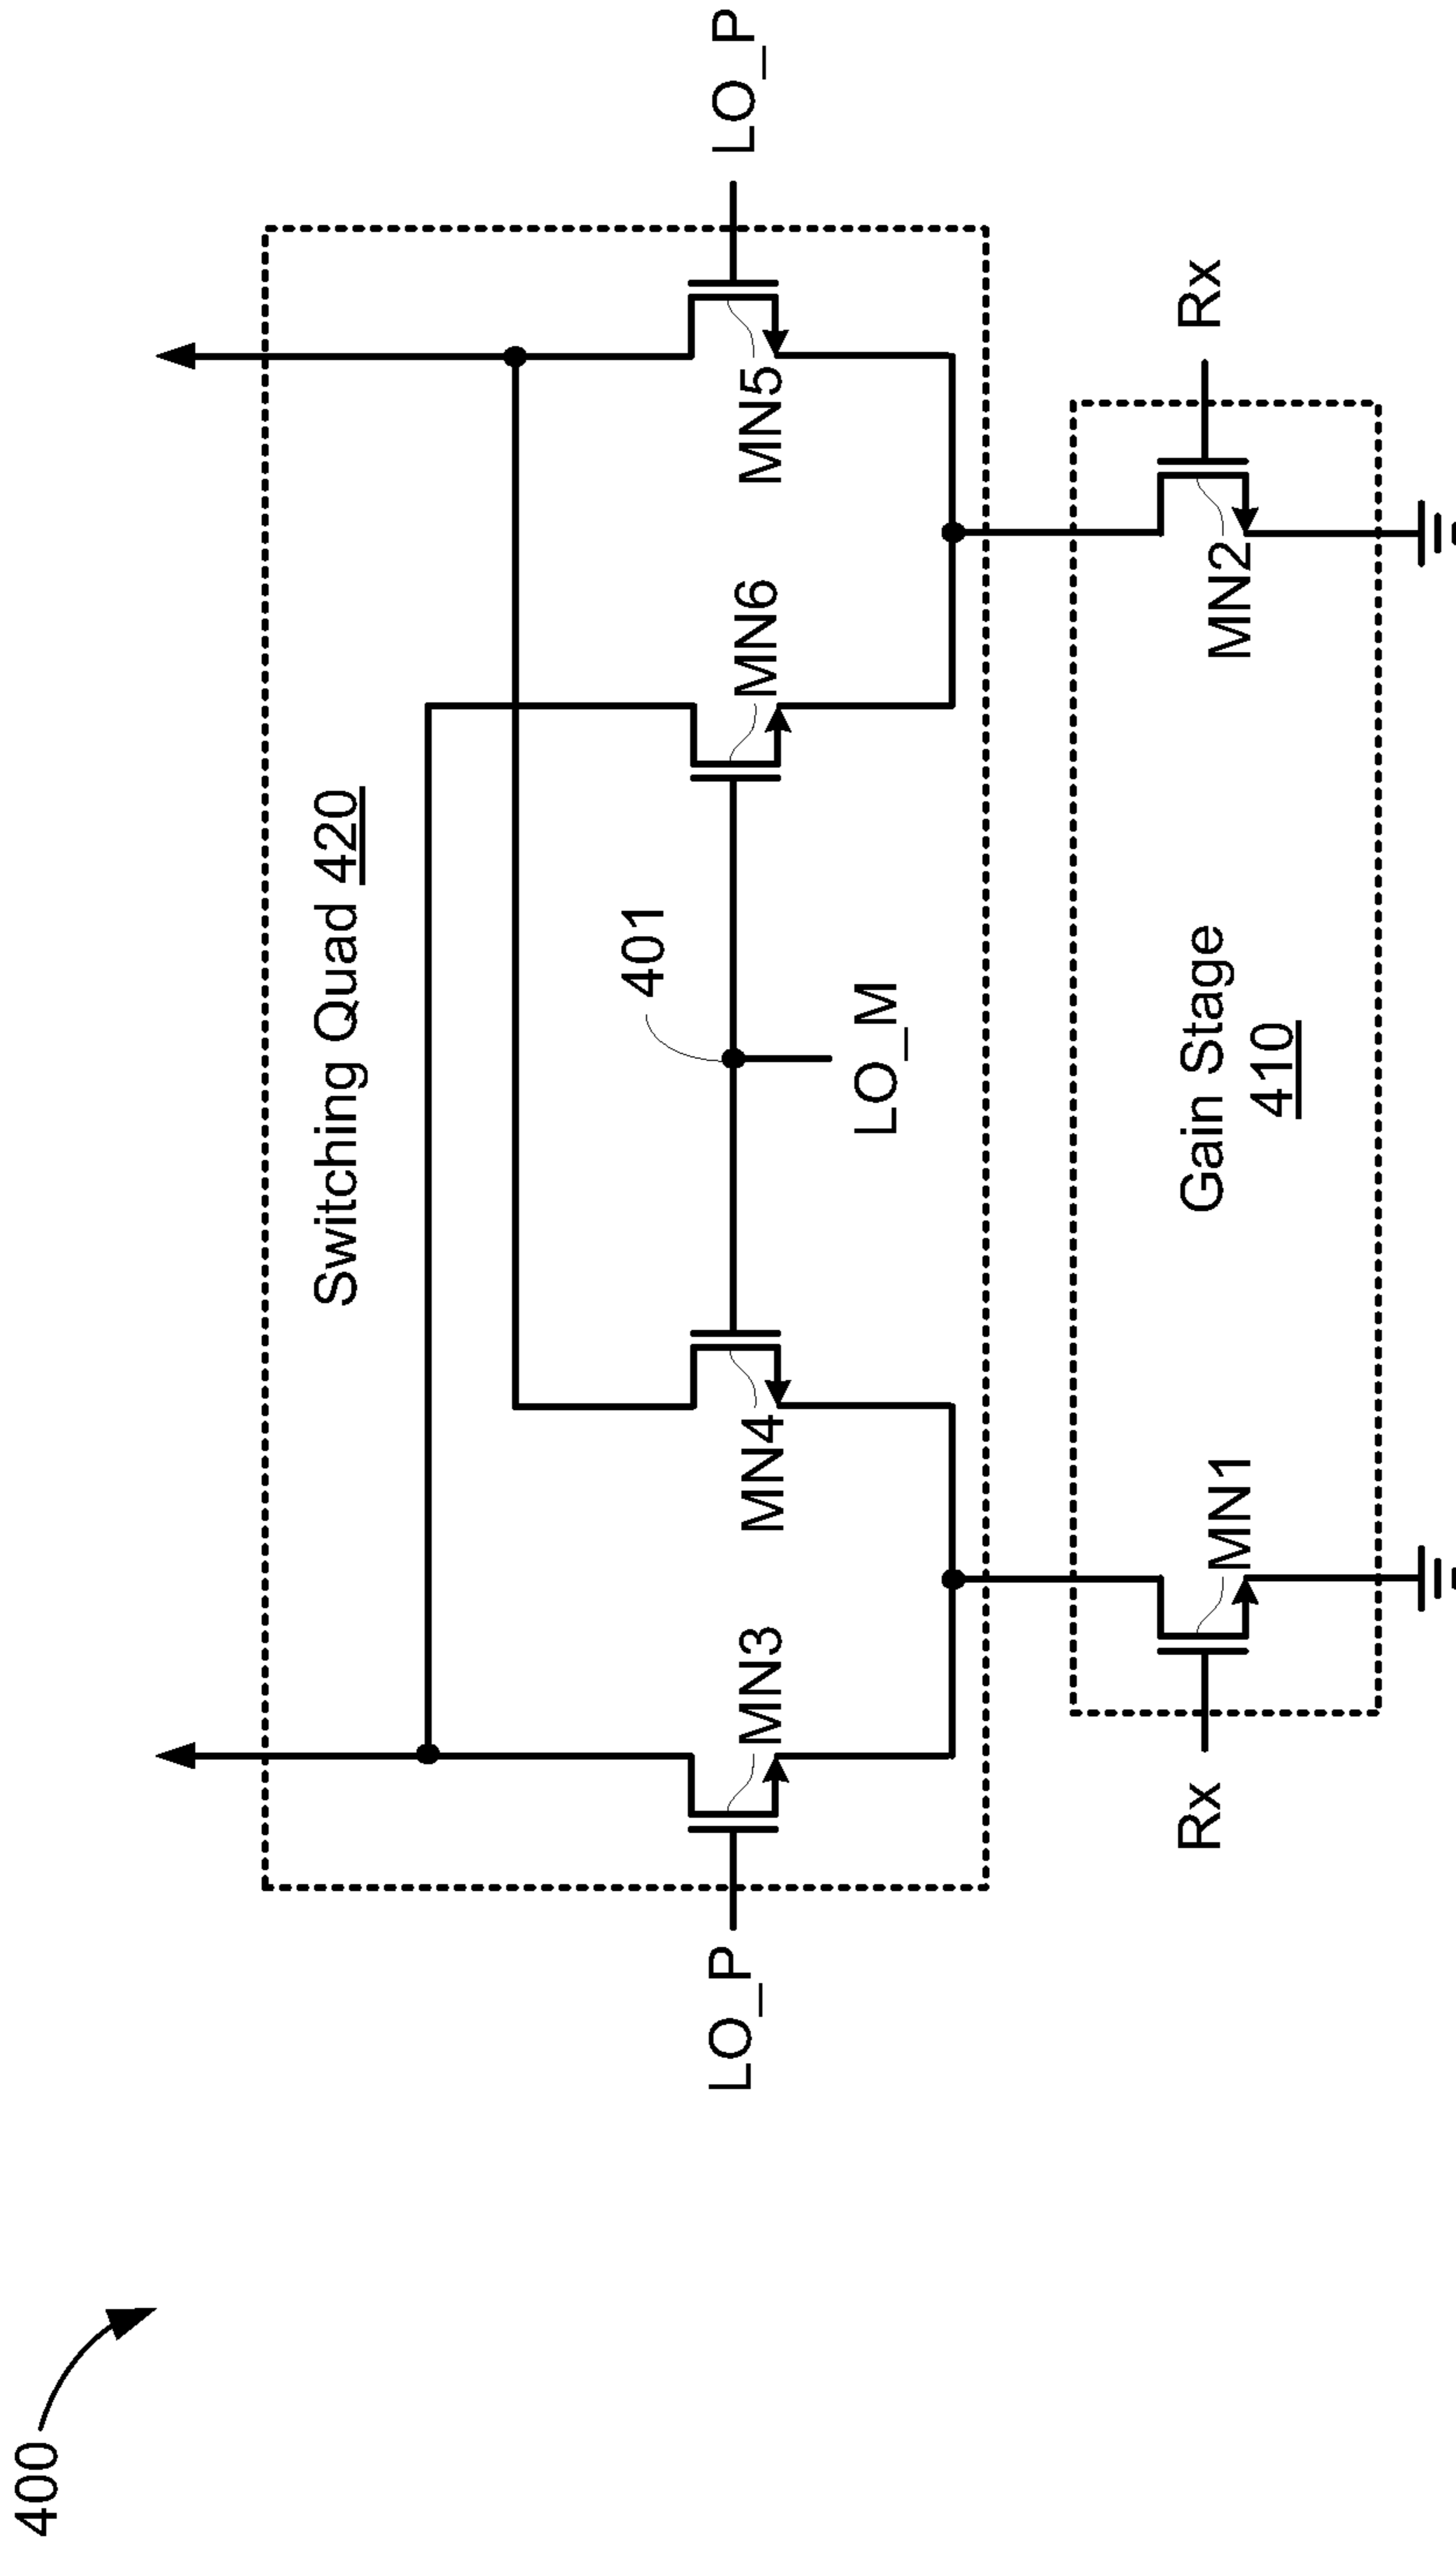 400
Switching Quad 420
401
LO_P
MN3
MN4
MN6
MN5
LO_P
LO_M
Rx
MN1
Gain Stage
410
MN2
Rx